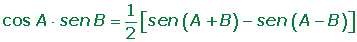 cos A · sen B = 1/2 [sen (A + B) − sen (A − B)]